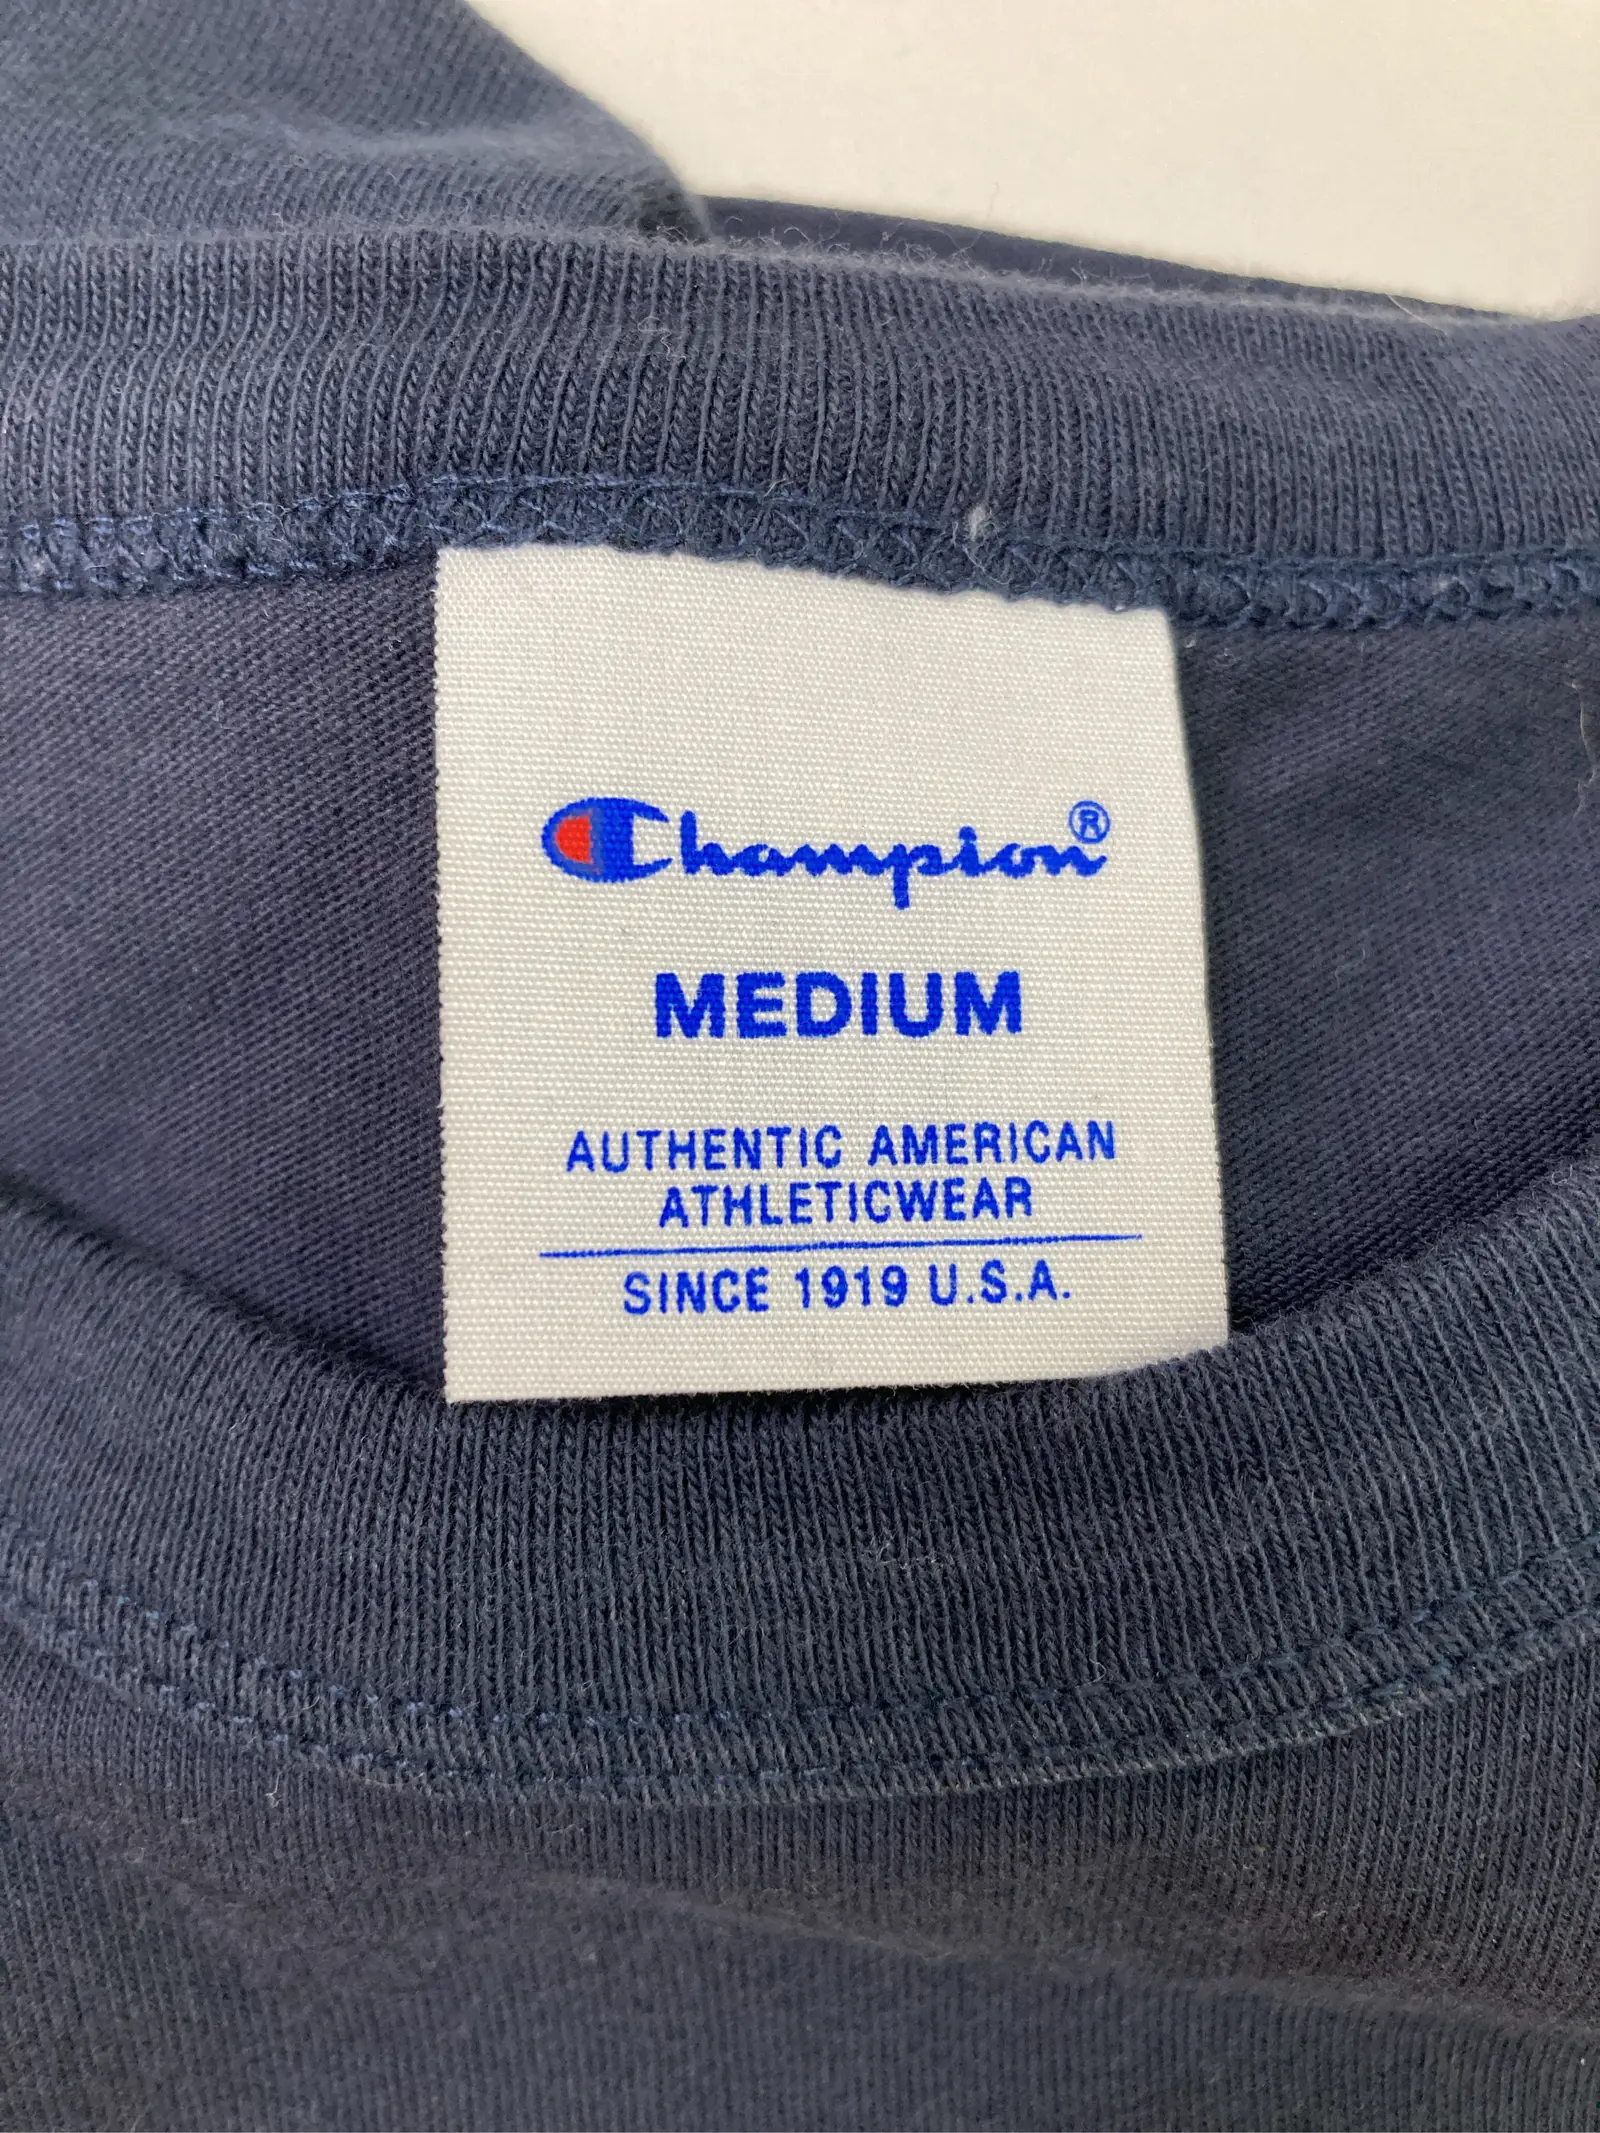 Champion®
MEDIUM
AUTHENTIC AMERICAN
ATHLETICWEAR
SINCE 1919 U.S.A.